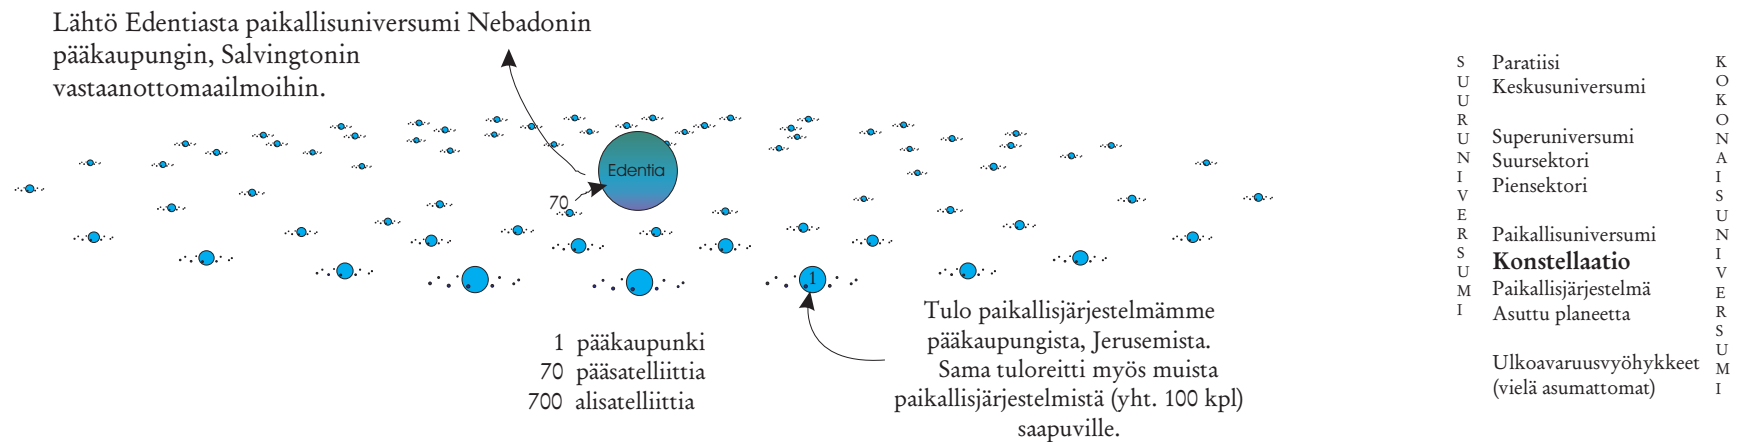 Lähtö Edentiasta paikallisuniversumi Nebadonin
pääkaupungin, Salvingtonin
vastaanottomaailmoihin.
Edentia
70
1
1 pääkaupunki
70 pääsatelliittia
700 alisatelliittia
Tulo paikallisjärjestelmämme
pääkaupungista, Jerusemista.
Sama tuloreitti myös muista
paikallisjärjestelmistä (yht. 100 kpl)
saapuville.
SUURUNIVERSUMI
Paratiisi
Keskusuniversumi
Superuniversumi
Suursektori
Piensektori
Paikallisuniversumi
Konstellaatio
Paikallisjärjestelmä
Asuttu planeetta
Ulkoavaruusvyöhykkeet
(vielä asumattomat)
KOKONAISUNIVERSUMI